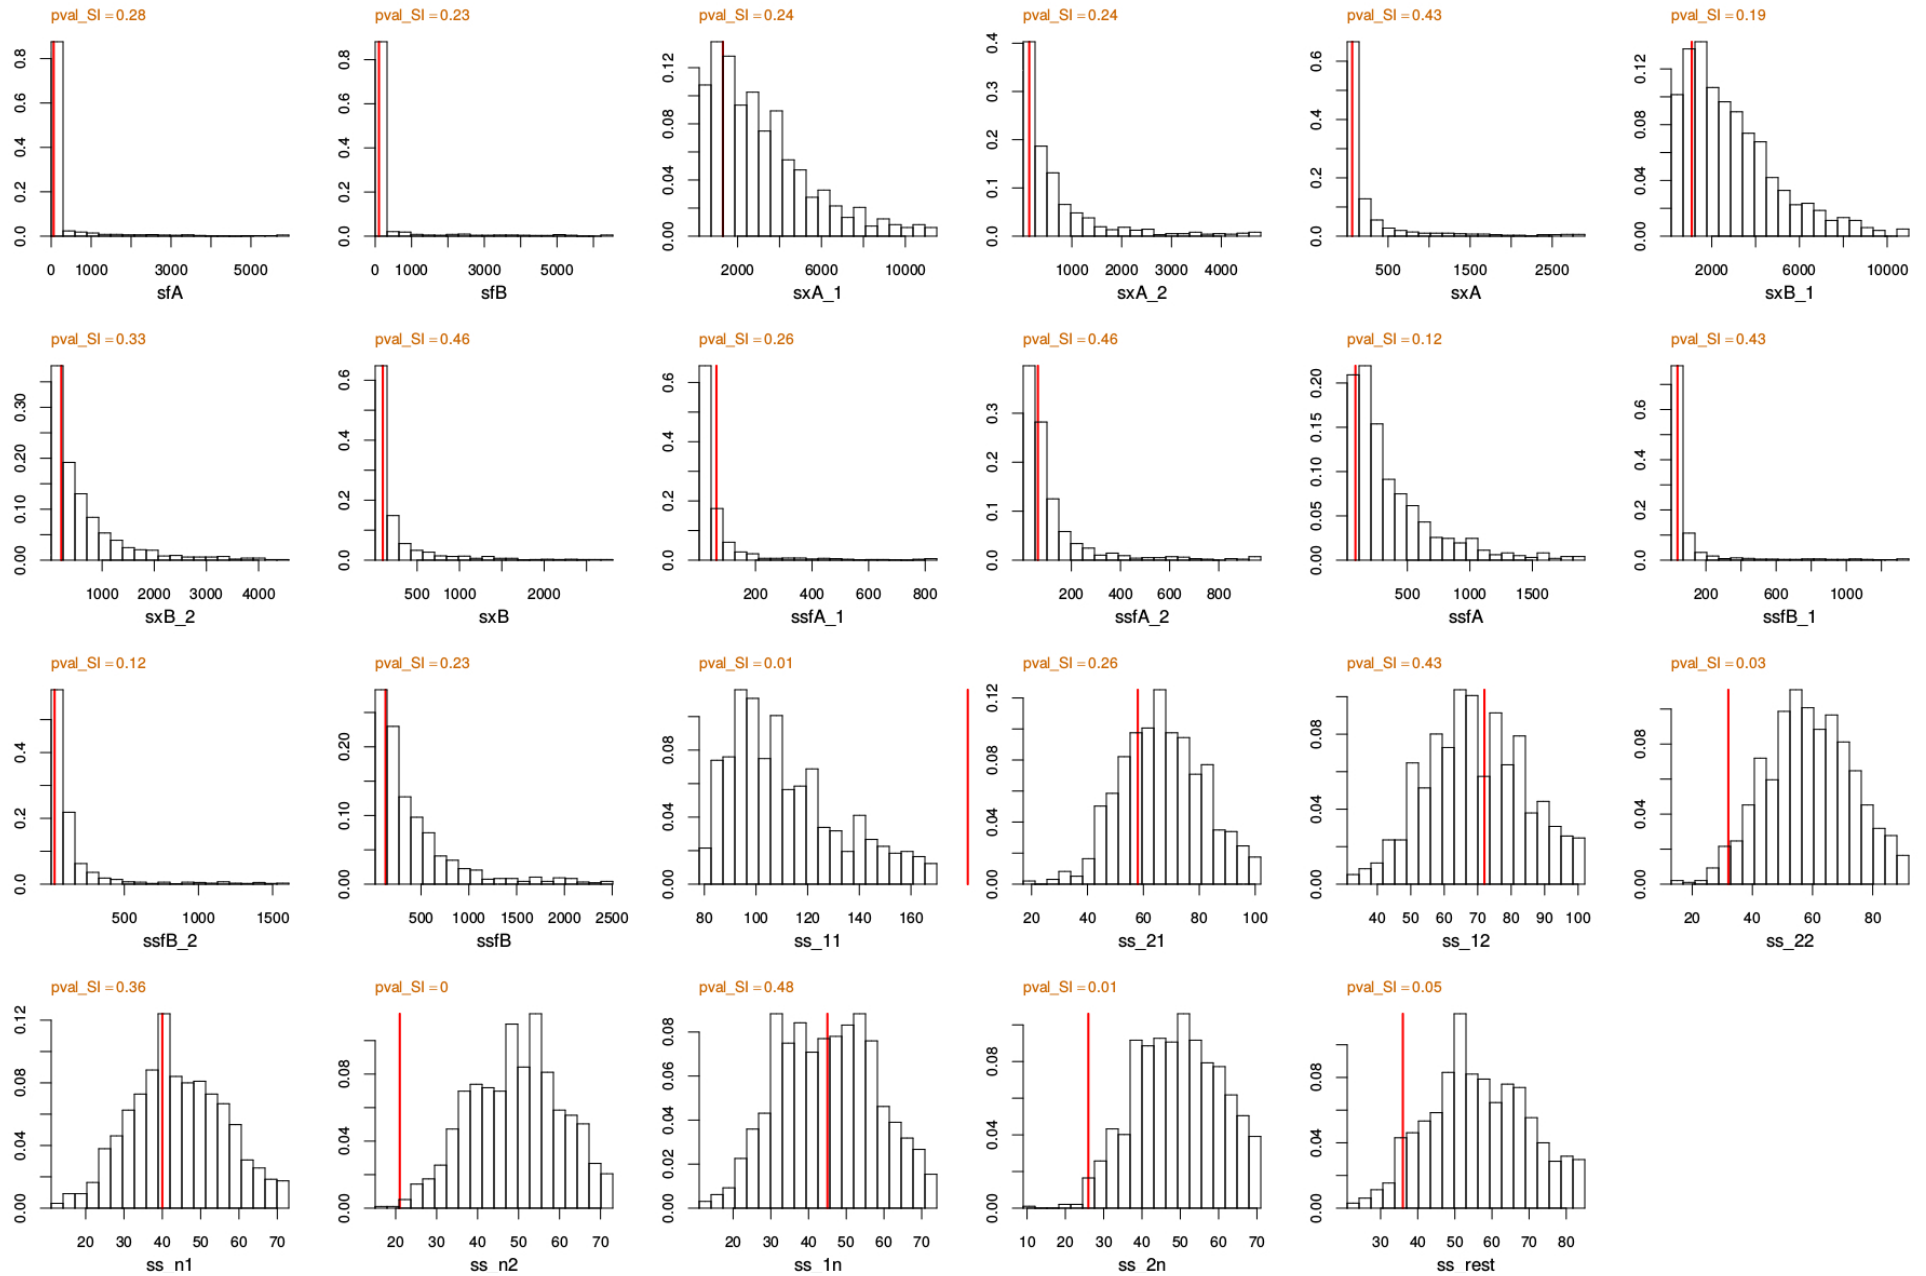 pval_SI = 0.28
0.0 0.2 0.4 0.6 0.8
0 1000 3000 5000
sfA
pval_SI = 0.23
0.0 0.2 0.4 0.6 0.8
0 1000 3000 5000
sfB
pval_SI = 0.24
0.00 0.04 0.08 0.12
2000 6000 10000
sxA_1
pval_SI = 0.24
0.0 0.1 0.2 0.3 0.4
1000 2000 3000 4000
sxA_2
pval_SI = 0.43
0.0 0.2 0.4 0.6
500 1500 2500
sxA
pval_SI = 0.19
0.00 0.04 0.08 0.12
2000 6000 10000
sxB_1
pval_SI = 0.33
0.00 0.10 0.20 0.30
1000 2000 3000 4000
sxB_2
pval_SI = 0.46
0.0 0.2 0.4 0.6
500 1000 2000
sxB
pval_SI = 0.26
0.0 0.2 0.4 0.6
200 400 600 800
ssfA_1
pval_SI = 0.46
0.0 0.1 0.2 0.3
200 400 600 800
ssfA_2
pval_SI = 0.12
0.00 0.05 0.10 0.15 0.20
500 1000 1500
ssfA
pval_SI = 0.43
0.0 0.2 0.4 0.6
200 600 1000
ssfB_1
pval_SI = 0.12
0.0 0.2 0.4
500 1000 1500
ssfB_2
pval_SI = 0.23
0.00 0.10 0.20
500 1000 1500 2000 2500
ssfB
pval_SI = 0.01
0.00 0.04 0.08
80 100 120 140 160
ss_11
pval_SI = 0.26
0.00 0.04 0.08 0.12
20 40 60 80 100
ss_21
pval_SI = 0.43
0.00 0.04 0.08
40 50 60 70 80 90 100
ss_12
pval_SI = 0.03
0.00 0.04 0.08
20 40 60 80
ss_22
pval_SI = 0.36
0.00 0.04 0.08 0.12
20 30 40 50 60 70
ss_n1
pval_SI = 0
0.00 0.04 0.08
20 30 40 50 60 70
ss_n2
pval_SI = 0.48
0.00 0.02 0.04 0.06 0.08
20 30 40 50 60 70
ss_1n
pval_SI = 0.01
0.00 0.04 0.08
10 20 30 40 50 60 70
ss_2n
pval_SI = 0.05
0.00 0.04 0.08
30 40 50 60 70 80
ss_rest